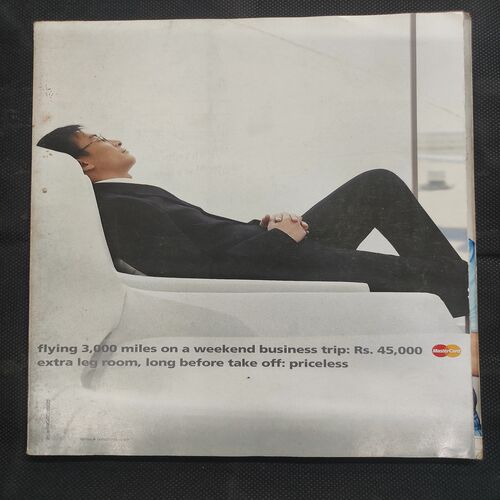 flying 3,000 miles on a weekend business trip: Rs. 45,000
MasterCard
extra leg room, long before take off: priceless